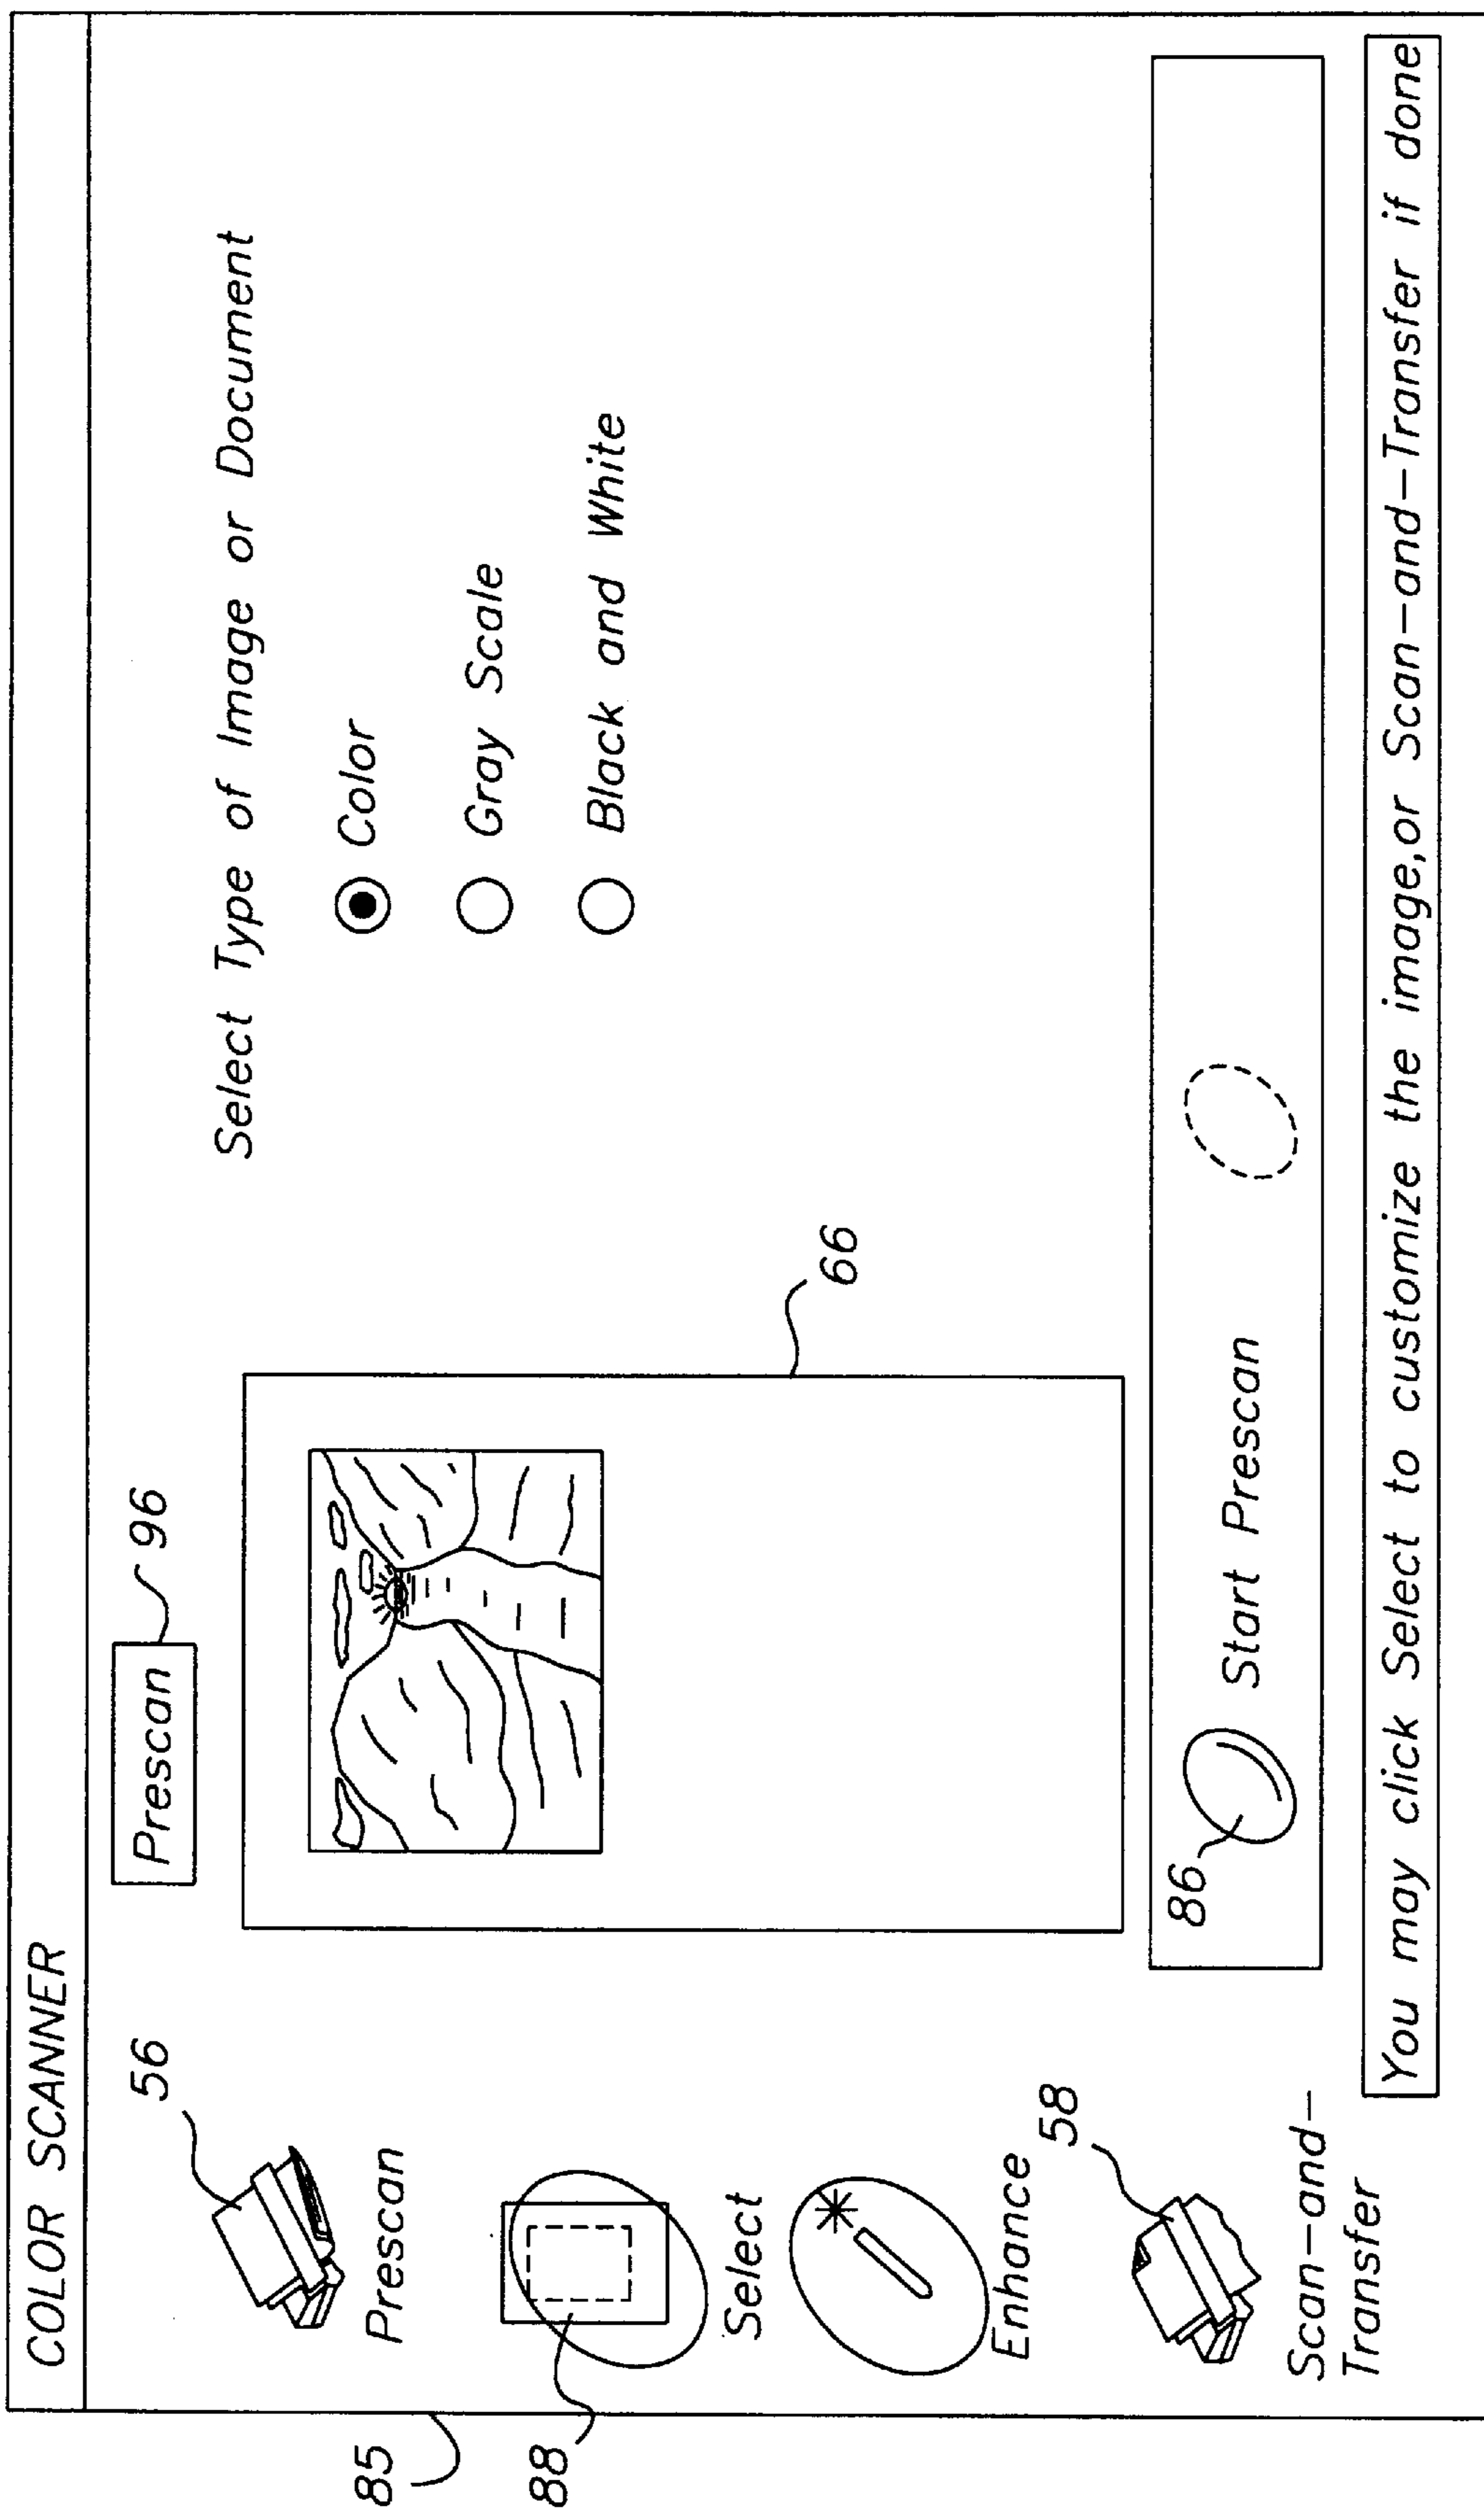 COLOR SCANNER
56
Prescan
96
Select Type of Image or Document
Color
Gray Scale
Black and White
Prescan
85
88
Select
66
Enhance
58
Scan-and-
Transfer
86
Start Prescan
You may click Select to customize the image,or Scan-and-Transfer if done